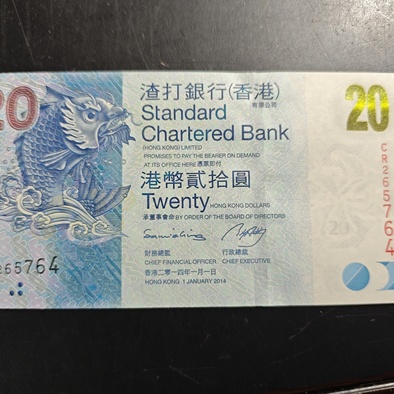 20
渣打銀行(香港)
有限公司
20
Standard
Chartered Bank
(HONG KONG) LIMITED
PROMISES TO PAY THE BEARER ON DEMAND
AT ITS OFFICE HERE 憑票即付
港幣貳拾圓
Twenty HONG KONG DOLLARS
承董事會命 BY ORDER OF THE BOARD OF DIRECTORS
財務總監 行政總裁
CHIEF FINANCIAL OFFICER CHIEF EXECUTIVE
香港二零一四年一月一日
HONG KONG 1 JANUARY 2014
265764
CR265764